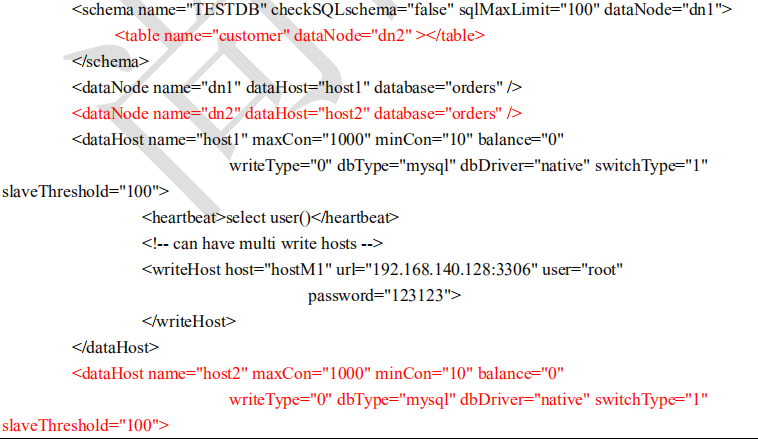 <schema name="TESTDB" checkSQLschema="false" sqlMaxLimit="100" dataNode="dn1">
<table name="customer" dataNode="dn2" ></table>
</schema>
<dataNode name="dn1" dataHost="host1" database="orders" />
<dataNode name="dn2" dataHost="host2" database="orders" />
<dataHost name="host1" maxCon="1000" minCon="10" balance="0"
writeType="0" dbType="mysql" dbDriver="native" switchType="1"
slaveThreshold="100">
<heartbeat>select user()</heartbeat>
<!-- can have multi write hosts -->
<writeHost host="hostM1" url="192.168.140.128:3306" user="root"
password="123123">
</writeHost>
</dataHost>
<dataHost name="host2" maxCon="1000" minCon="10" balance="0"
writeType="0" dbType="mysql" dbDriver="native" switchType="1"
slaveThreshold="100">